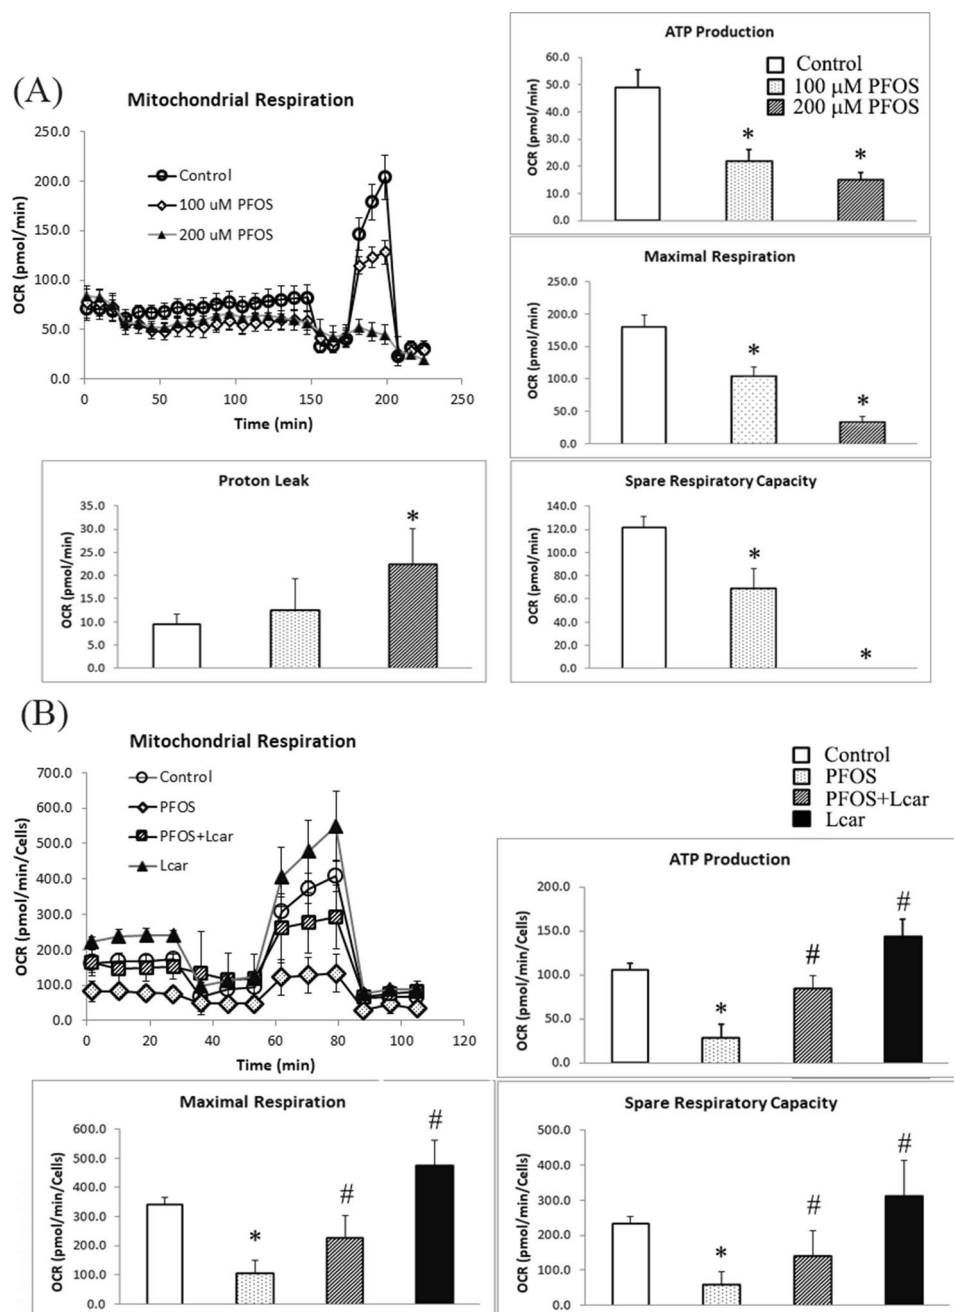 (A)
Mitochondrial Respiration
OCR (pmol/min)
250.0
200.0
150.0
100.0
50.0
0.0
Control
100 uM PFOS
200 uM PFOS
0 50 100 150 200 250
Time (min)
ATP Production
OCR (pmol/min)
60.0
50.0
40.0
30.0
20.0
10.0
0.0
Control
100 μM PFOS
200 μM PFOS
* *
Maximal Respiration
OCR (pmol/min)
250.0
200.0
150.0
100.0
50.0
0.0
* *
Proton Leak
OCR (pmol/min)
35.0
30.0
25.0
20.0
15.0
10.0
5.0
0.0
*
Spare Respiratory Capacity
OCR (pmol/min)
140.0
120.0
100.0
80.0
60.0
40.0
20.0
0.0
* *
(B)
Mitochondrial Respiration
OCR (pmol/min/Cells)
700.0
600.0
500.0
400.0
300.0
200.0
100.0
0.0
Control
PFOS
PFOS+Lcar
Lcar
0 20 40 60 80 100 120
Time (min)
Control
PFOS
PFOS+Lcar
Lcar
ATP Production
OCR (pmol/min/Cells)
200.0
150.0
100.0
50.0
0.0
* # #
Maximal Respiration
OCR (pmol/min/Cells)
600.0
500.0
400.0
300.0
200.0
100.0
0.0
* # #
Spare Respiratory Capacity
OCR (pmol/min/Cells)
500.0
400.0
300.0
200.0
100.0
0.0
* # #